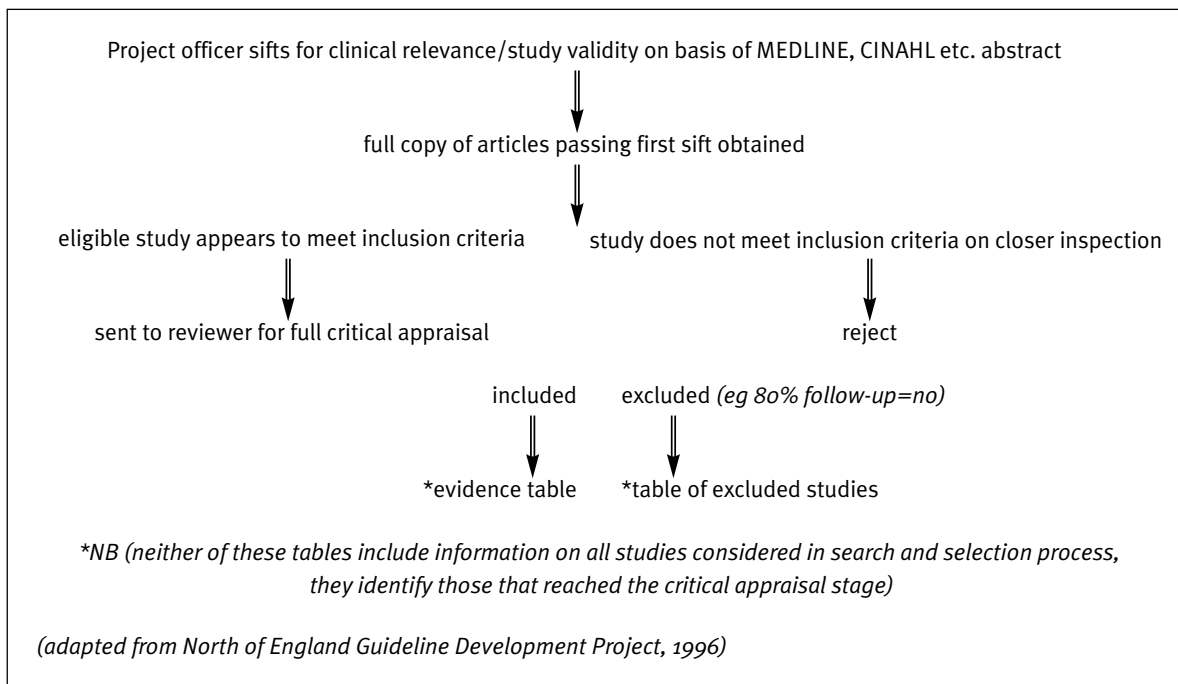 Project officer sifts for clinical relevance/study validity on basis of MEDLINE, CINAHL etc. abstract
full copy of articles passing first sift obtained
eligible study appears to meet inclusion criteria
study does not meet inclusion criteria on closer inspection
sent to reviewer for full critical appraisal
reject
included
excluded (eg 80% follow-up=no)
*evidence table
*table of excluded studies
*NB (neither of these tables include information on all studies considered in search and selection process,
they identify those that reached the critical appraisal stage)
(adapted from North of England Guideline Development Project, 1996)